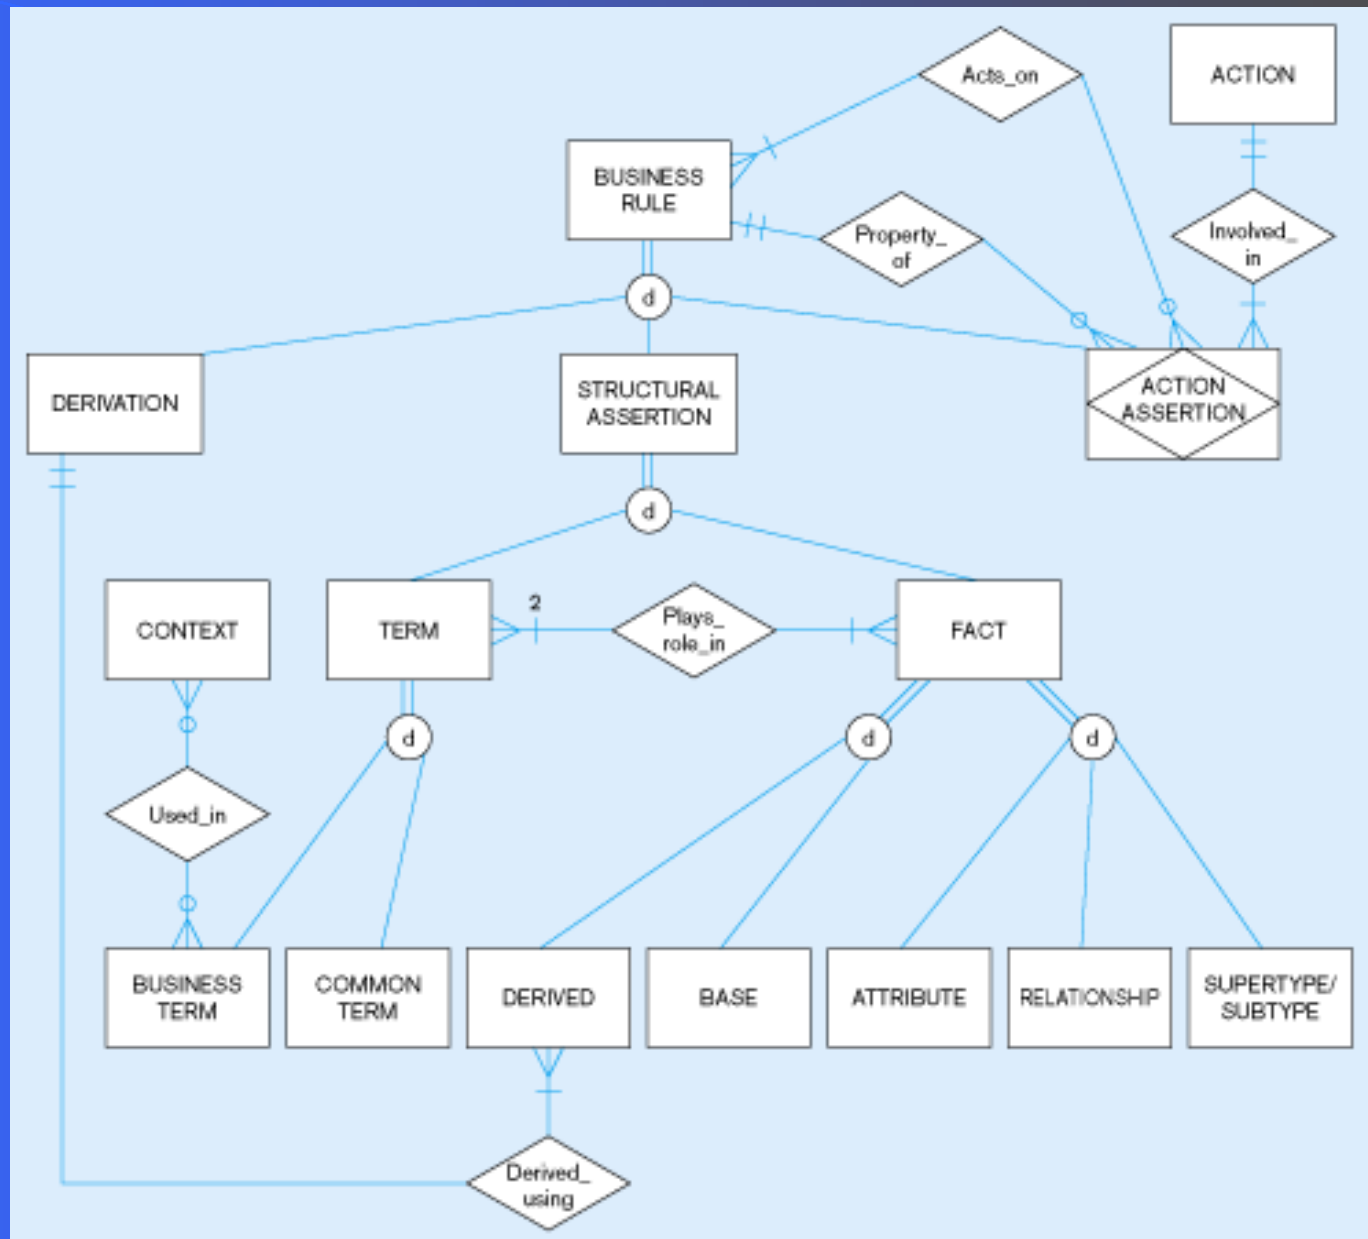 Acts_on
ACTION
BUSINESS
RULE
Property_
of
Involved_
in
d
DERIVATION
STRUCTURAL
ASSERTION
ACTION
ASSERTION
d
CONTEXT
TERM
2
Plays_
role_in
FACT
d
d
d
Used_in
BUSINESS
TERM
COMMON
TERM
DERIVED
BASE
ATTRIBUTE
RELATIONSHIP
SUPERTYPE/
SUBTYPE
Derived_
using